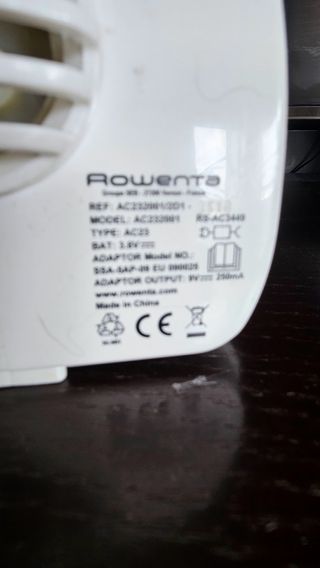 Rowenta
Groupe SEB - 27200 Vernon - France
REF: AC232001/2D1 -
MODEL: AC232001 RS-AC3440
TYPE: AC23
BAT: 3.6V
ADAPTOR Model NO.:
SSA-5AP-09 EU 090025
ADAPTOR OUTPUT: 9V 250mA
www.rowenta.com
Made in China
CE